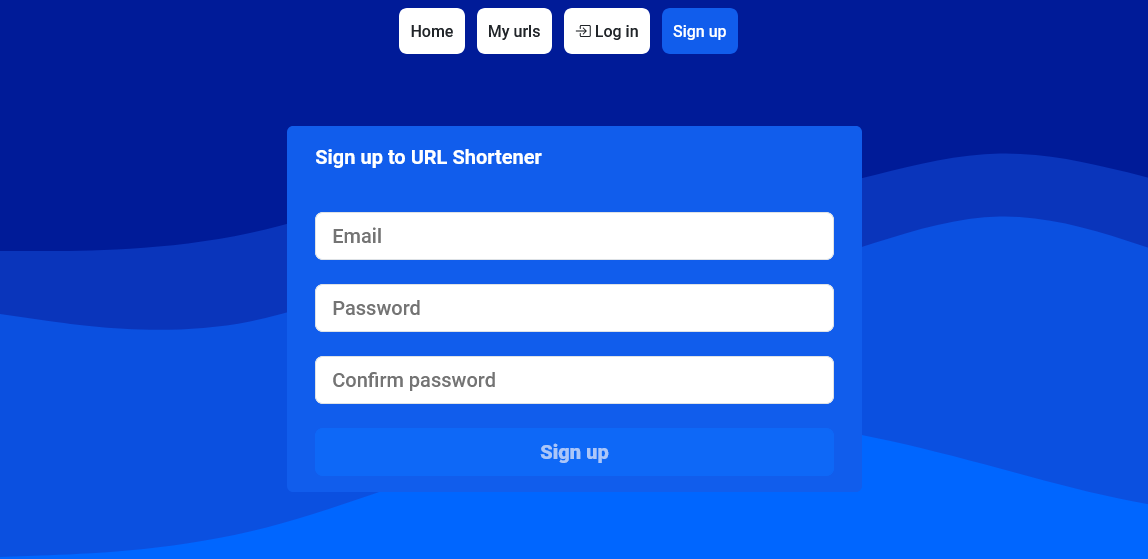 Home My urls Log in Sign up
Sign up to URL Shortener
Email
Password
Confirm password
Sign up